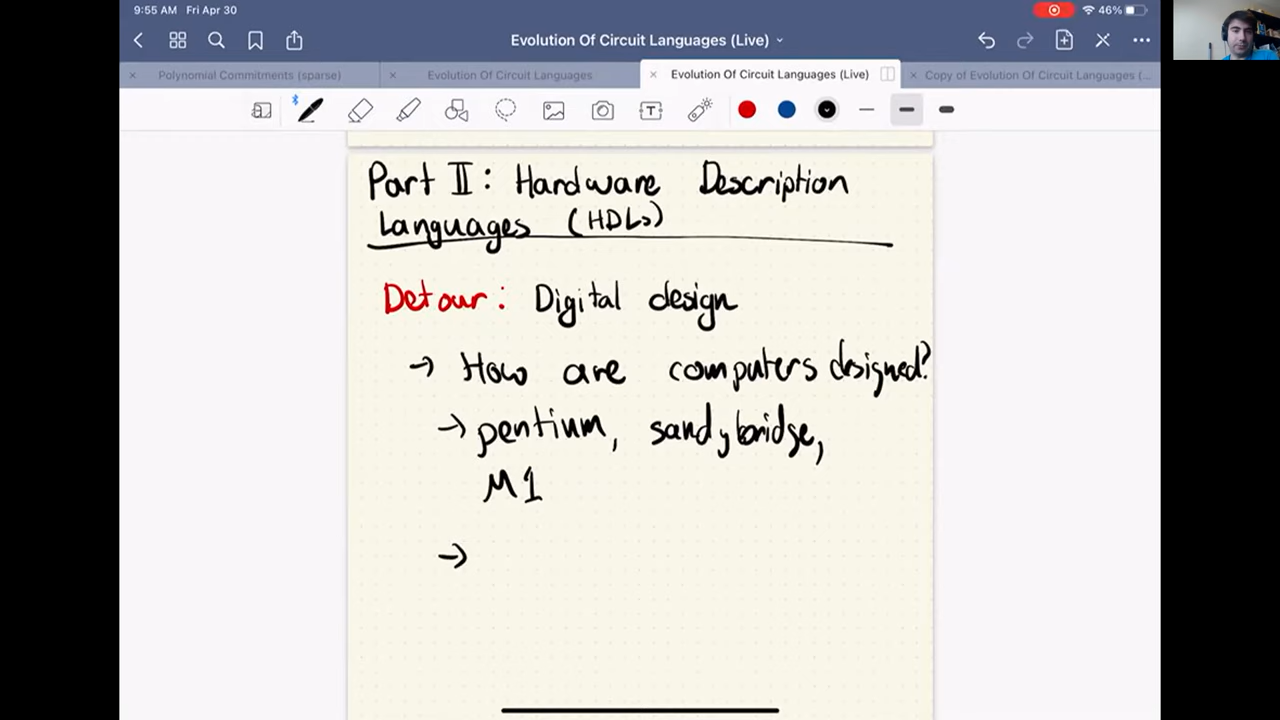 9:55 AM Fri Apr 30
46%
Evolution Of Circuit Languages (Live)
Polynomial Commitments (sparse)
Evolution Of Circuit Languages
Evolution Of Circuit Languages (Live)
Copy of Evolution Of Circuit Languages (...
Part II: Hardware Description
Languages (HDLs)
Detour: Digital design
→ How are computers designed?
→ pentium, sandybridge,
M1
→